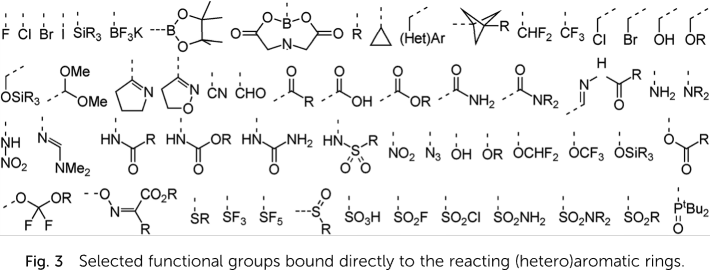 F Cl Br I SiR3 BF3K B O O B O O O O N R (Het)Ar R CHF2 CF3 Cl Br OH OR
OSiR3 OMe OMe N N O CN CHO O R O OH O OR O NH2 O NR2 N H O R NH2 NR2
NH NO2 N NMe2 HN R O HN OR O HN NH2 O HN O S O R NO2 N3 OH OR OCHF2 OCF3 OSiR3 O R O
O OR F F O N CO2R R SR SF3 SF5 S O R SO3H SO2F SO2Cl SO2NH2 SO2NR2 SO2R PtBu2 O
Fig. 3 Selected functional groups bound directly to the reacting (hetero)aromatic rings.